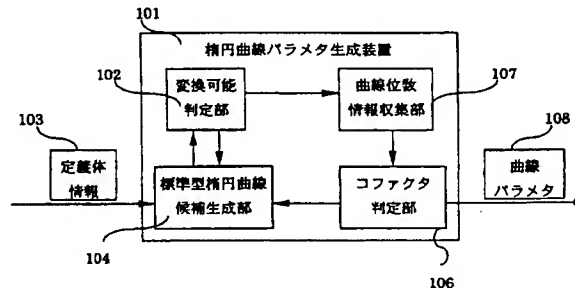 101
楕円曲線パラメタ生成装置
102
変換可能
判定部
曲線位数
情報収集部
107
103
定義体
情報
標準型楕円曲線
候補生成部
104
コファクタ
判定部
106
108
曲線
パラメタ